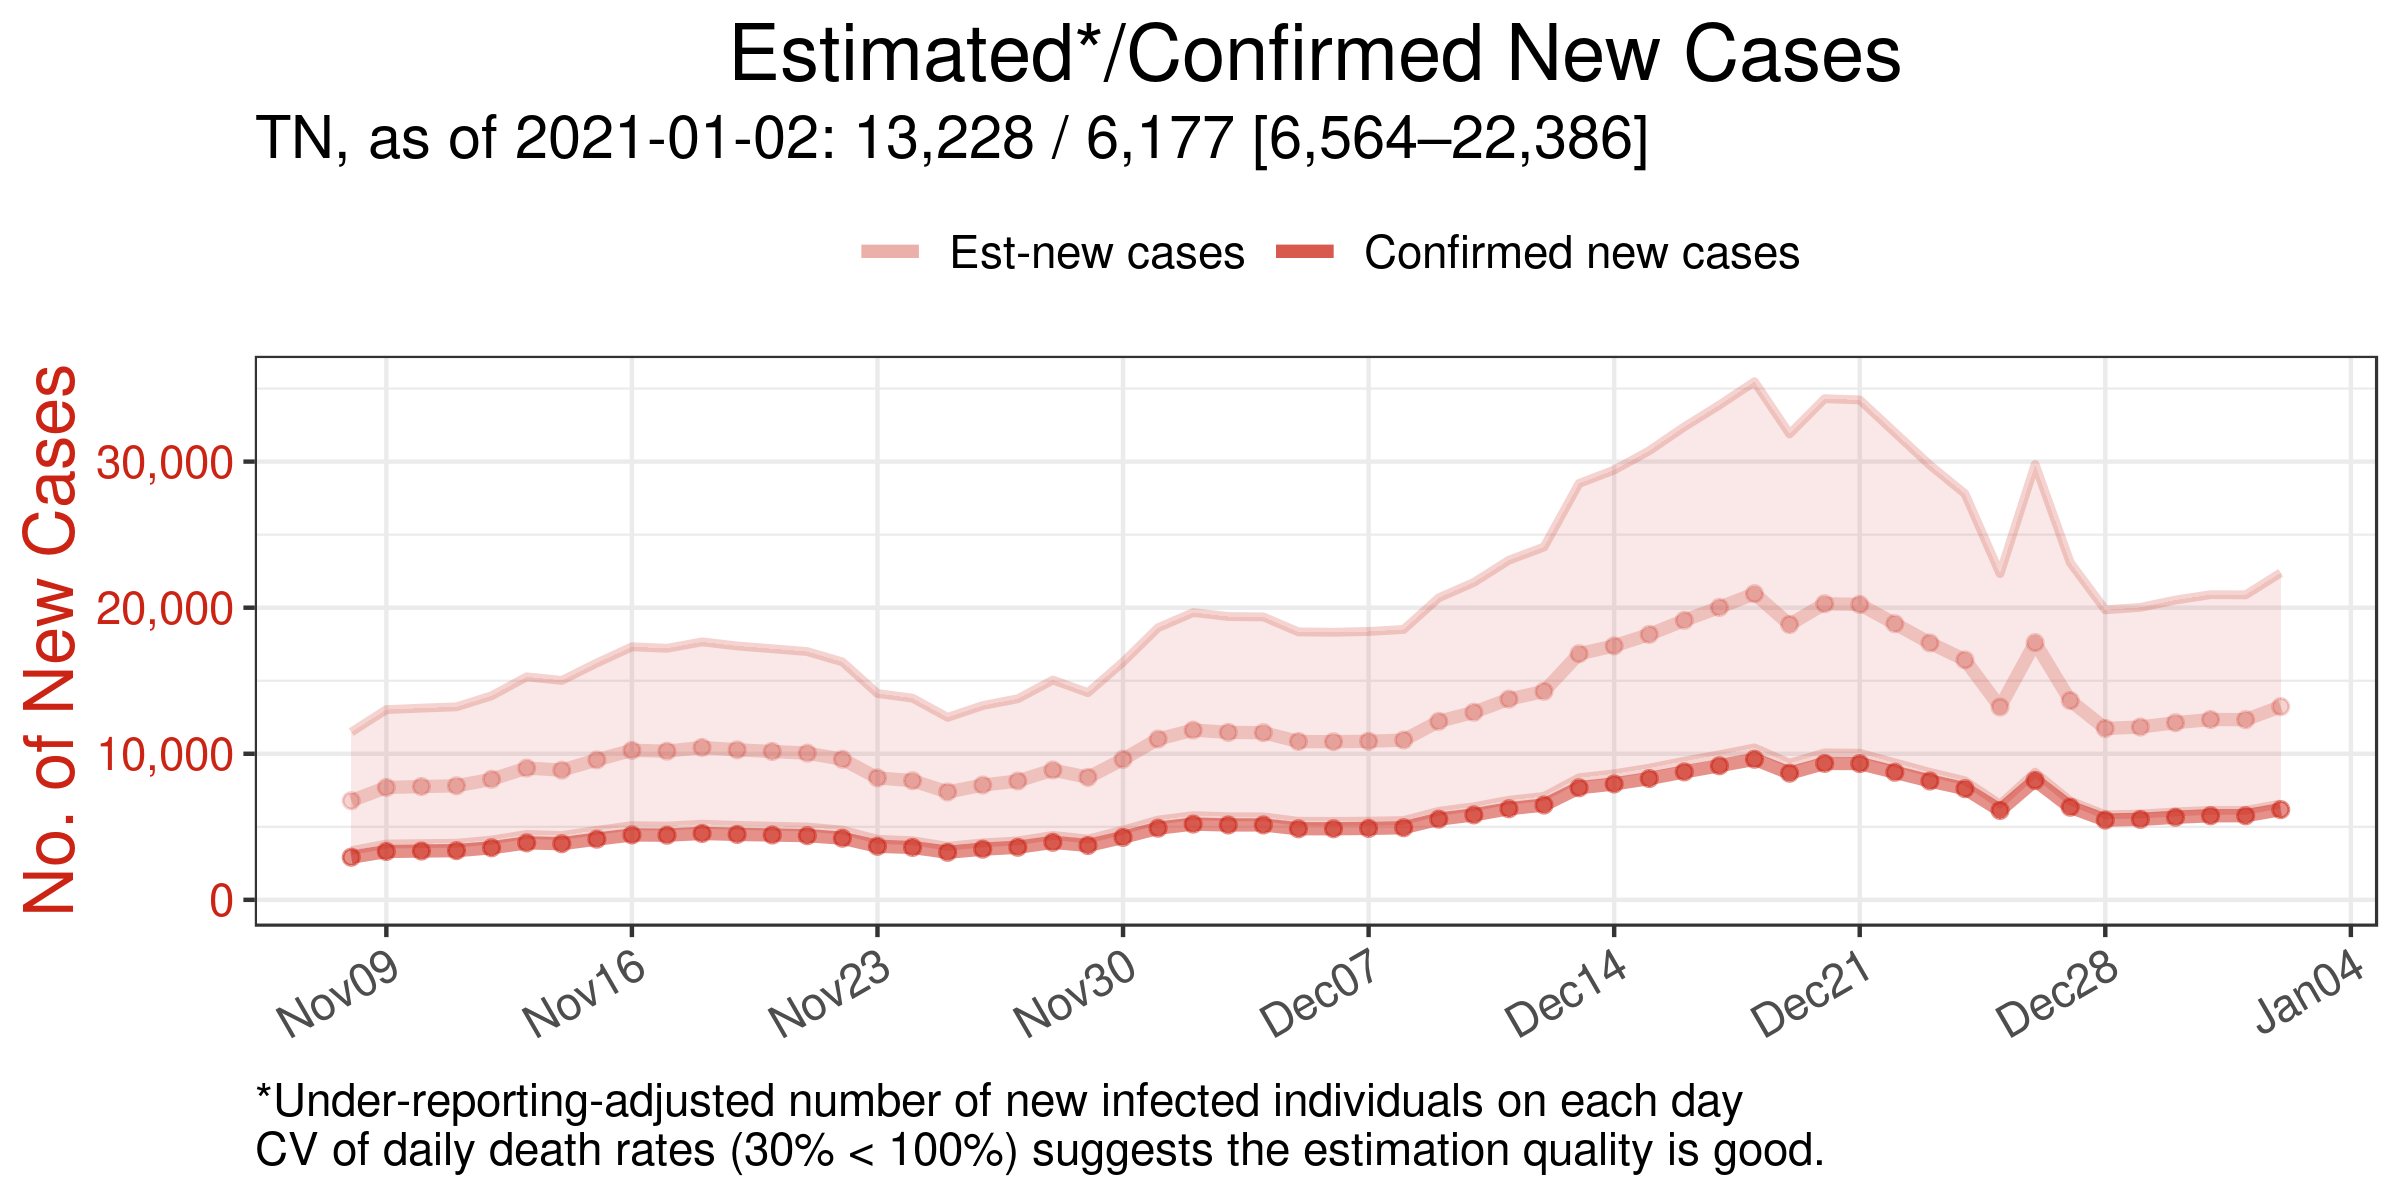 Estimated*/Confirmed New Cases
TN, as of 2021-01-02: 13,228 / 6,177 [6,564–22,386]
Est-new cases
Confirmed new cases
No. of New Cases
30,000
20,000
10,000
0
Nov09
Nov16
Nov23
Nov30
Dec07
Dec14
Dec21
Dec28
Jan04
*Under-reporting-adjusted number of new infected individuals on each day
CV of daily death rates (30% < 100%) suggests the estimation quality is good.